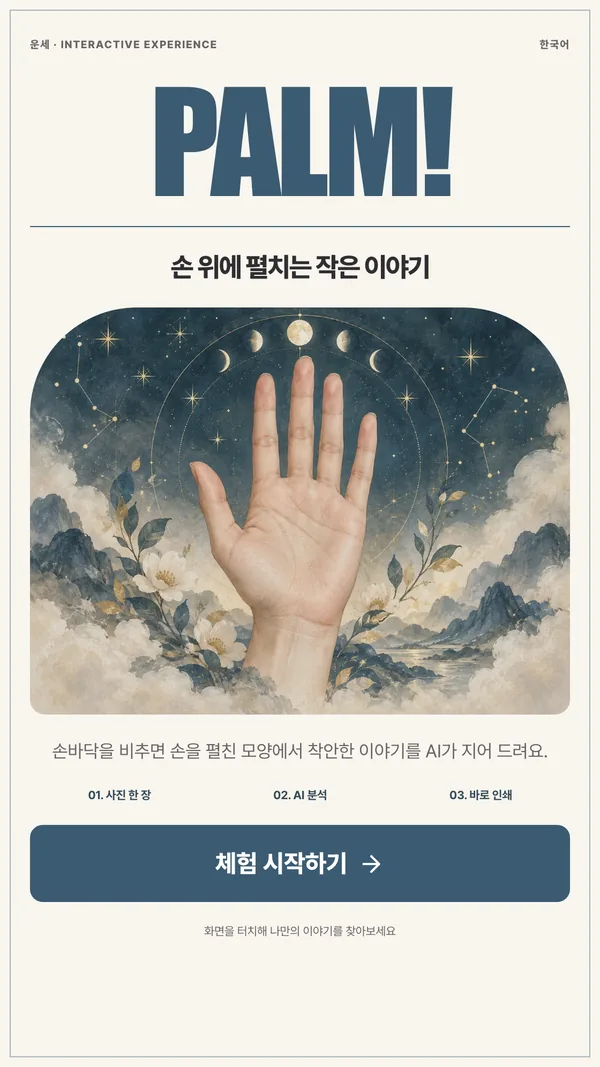 운세 · INTERACTIVE EXPERIENCE
한국어
PALM!
손 위에 펼치는 작은 이야기
손바닥을 비추면 손을 펼친 모양에서 착안한 이야기를 AI가 지어 드려요.
01. 사진 한 장
02. AI 분석
03. 바로 인쇄
체험 시작하기 →
화면을 터치해 나만의 이야기를 찾아보세요